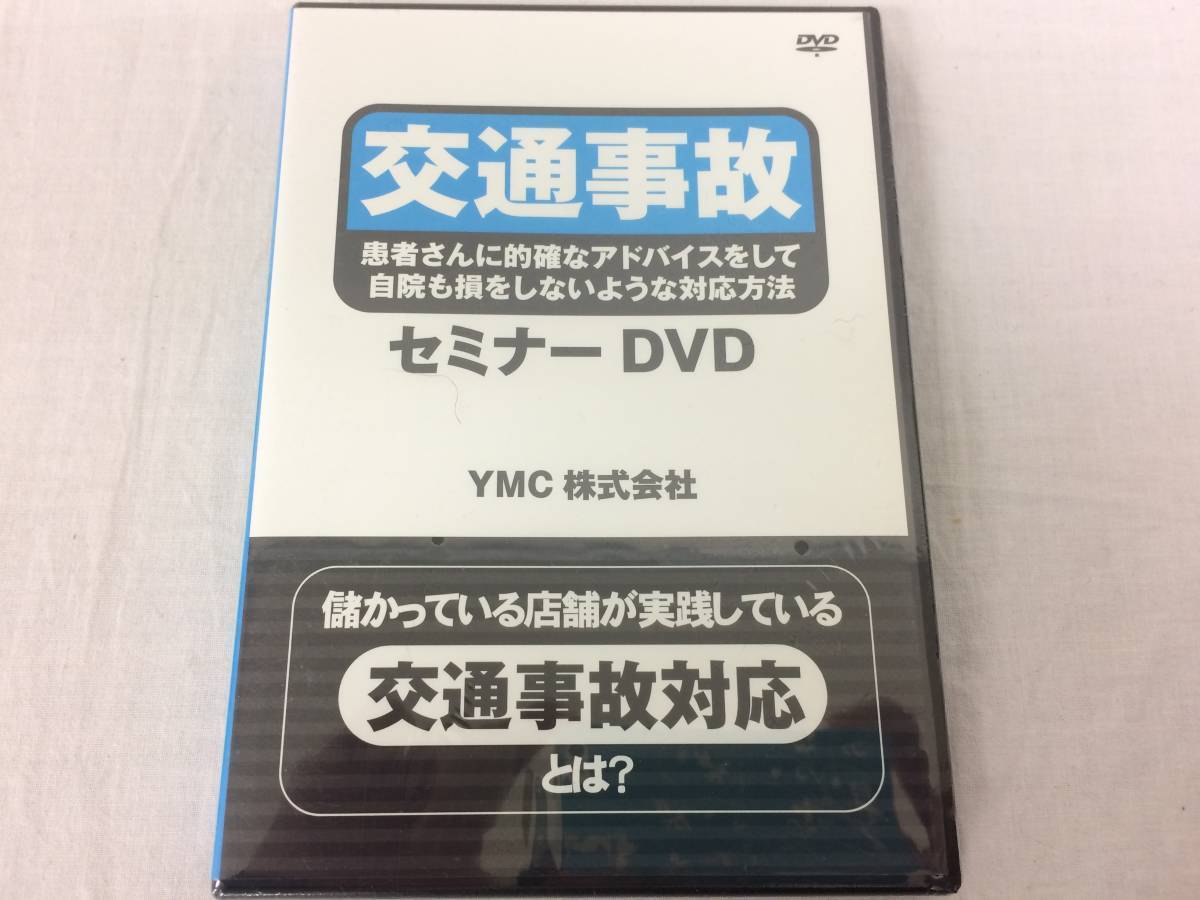 DVD
交通事故
患者さんに的確なアドバイスをして
自院も損をしないような対応方法
セミナー DVD
YMC 株式会社
儲かっている店舗が実践している
交通事故対応
とは?